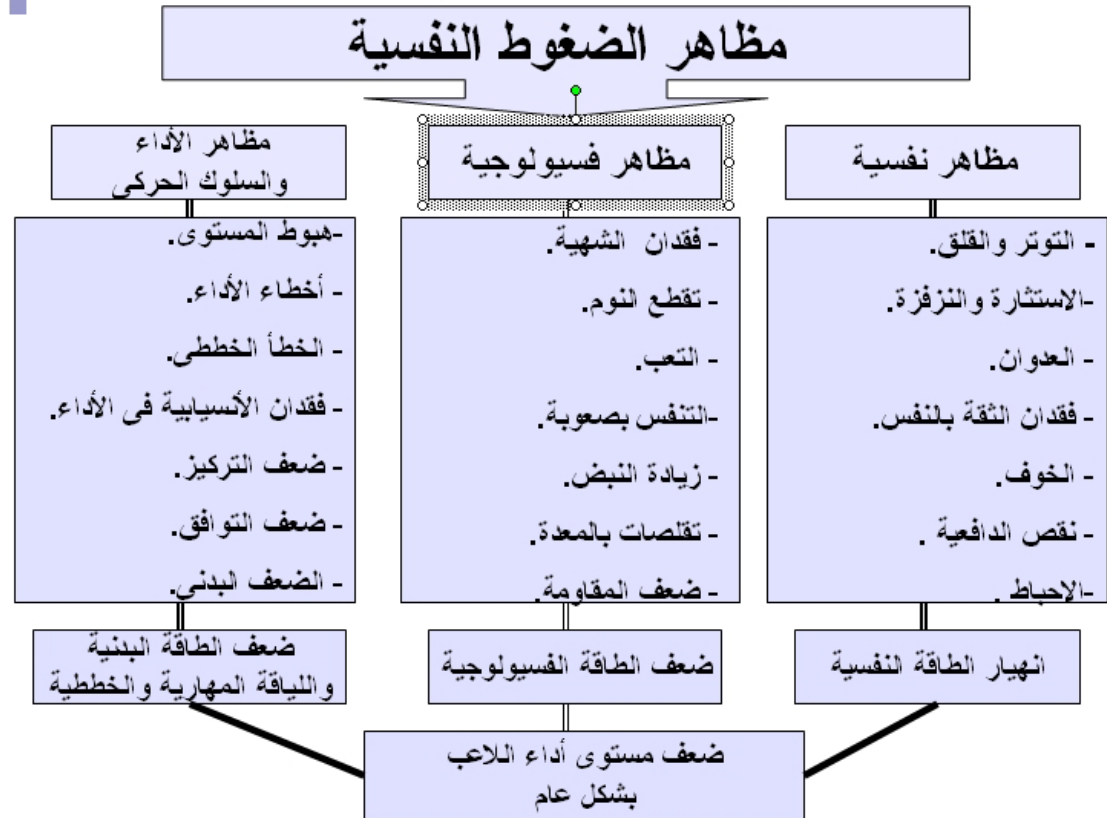 مظاهر الضغوط النفسية
مظاهر نفسية
- التوتر والقلق.
-الاستثارة والنزفزة.
- العدوان.
- فقدان الثقة بالنفس.
- الخوف.
- نقص الدافعية .
-الإحباط .
انهيار الطاقة النفسية
مظاهر فسيولوجية
- فقدان الشهية.
- تقطع النوم.
- التعب.
-التنفس بصعوبة.
- زيادة النبض.
- تقلصات بالمعدة.
- ضعف المقاومة.
ضعف الطاقة الفسيولوجية
مظاهر الأداء
والسلوك الحركى
-هبوط المستوى.
- أخطاء الأداء.
- الخطأ الخططى.
- فقدان الأنسيابية فى الأداء.
- ضعف التركيز.
- ضعف التوافق.
- الضعف البدني.
ضعف الطاقة البدنية
واللياقة المهارية والخططية
ضعف مستوى أداء اللاعب
بشكل عام